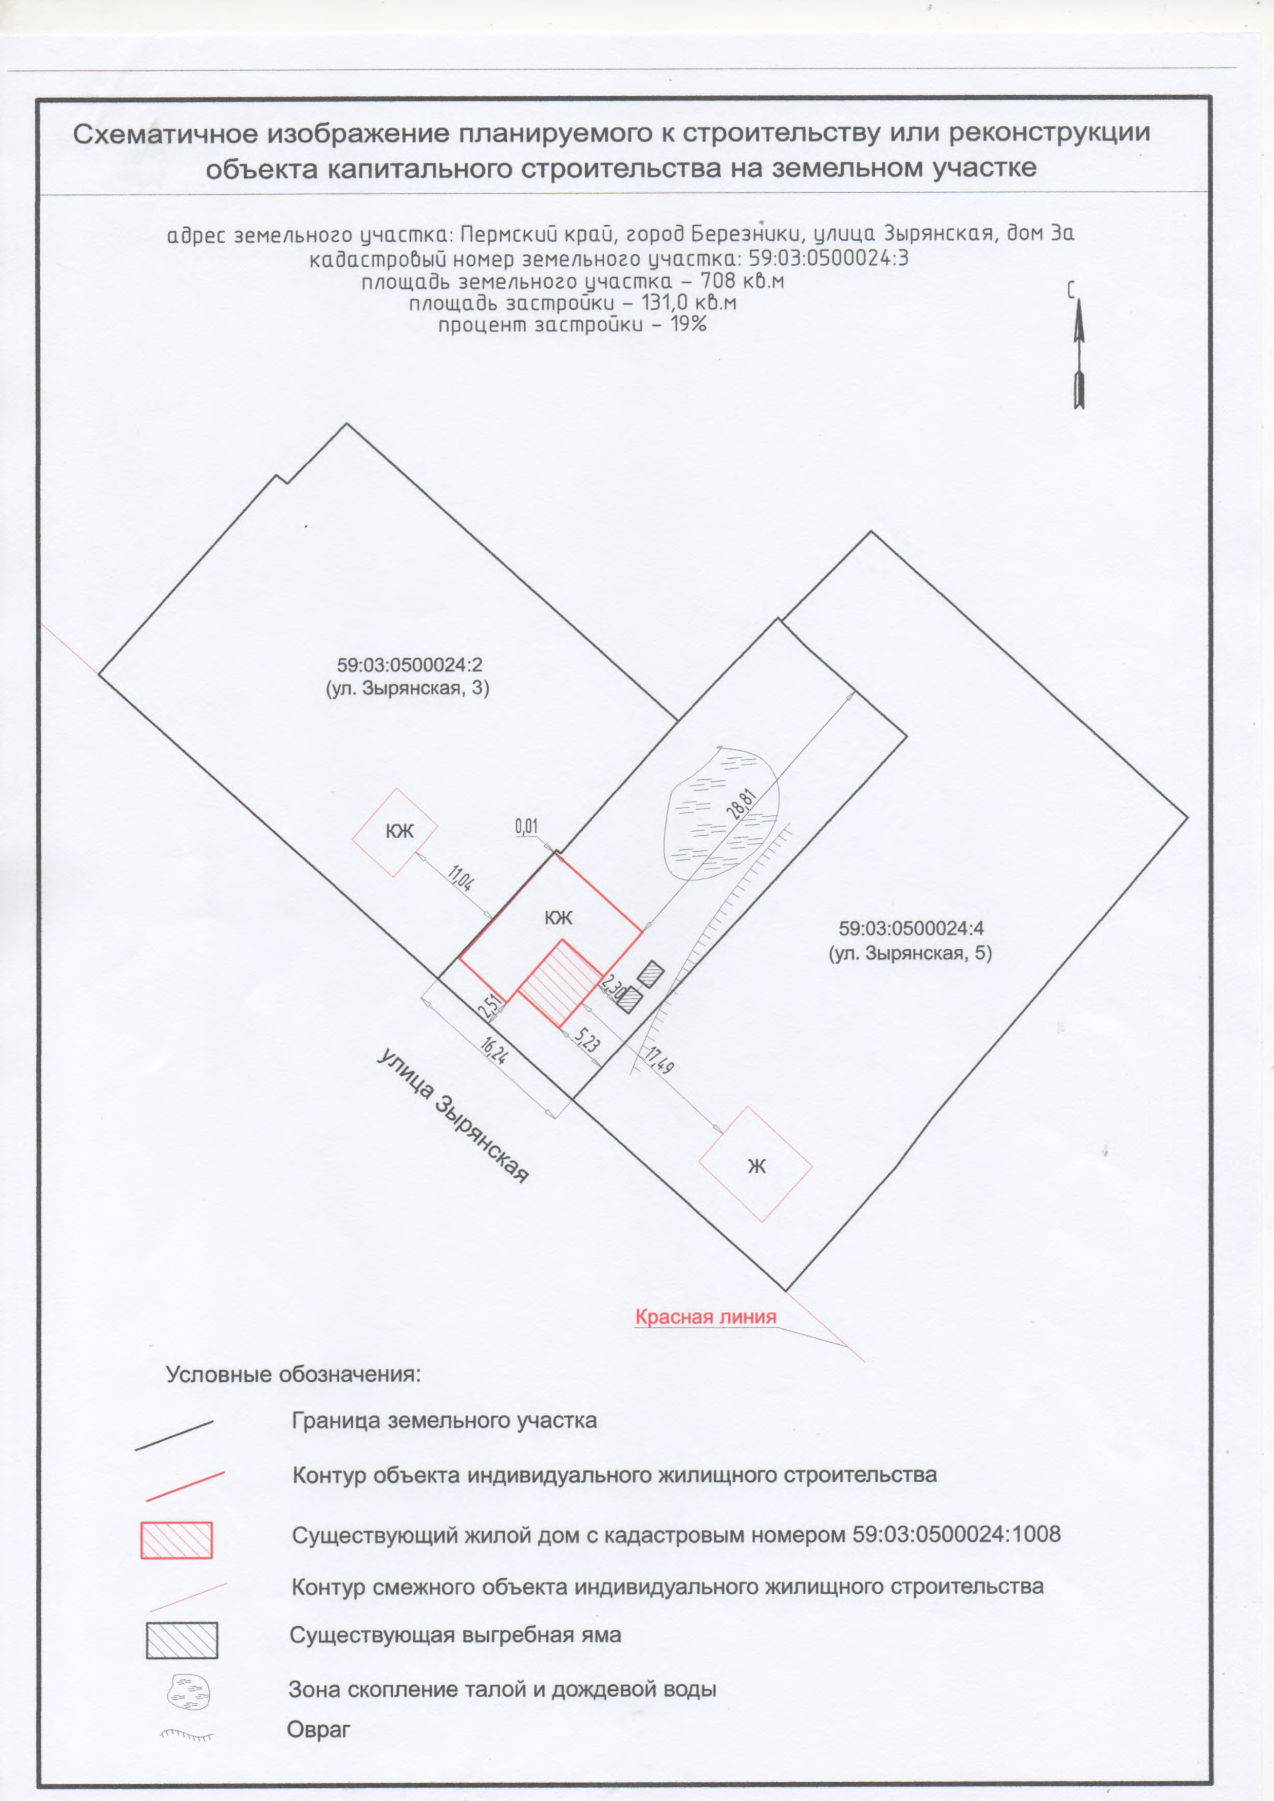 Схематичное изображение планируемого к строительству или реконструкции
объекта капитального строительства на земельном участке
адрес земельного участка: Пермский край, город Березники, улица Зырянская, дом 3а
кадастровый номер земельного участка: 59:03:0500024:3
площадь земельного участка – 708 кв.м
площадь застройки – 131,0 кв.м
процент застройки – 19%
С
59:03:0500024:2
(ул. Зырянская, 3)
28,81
0,01
КЖ
11,04
КЖ
59:03:0500024:4
(ул. Зырянская, 5)
2,30
2,51
5,23
16,24
17,49
улица Зырянская
Ж
Красная линия
Условные обозначения:
Граница земельного участка
Контур объекта индивидуального жилищного строительства
Существующий жилой дом с кадастровым номером 59:03:0500024:1008
Контур смежного объекта индивидуального жилищного строительства
Существующая выгребная яма
Зона скопление талой и дождевой воды
Овраг